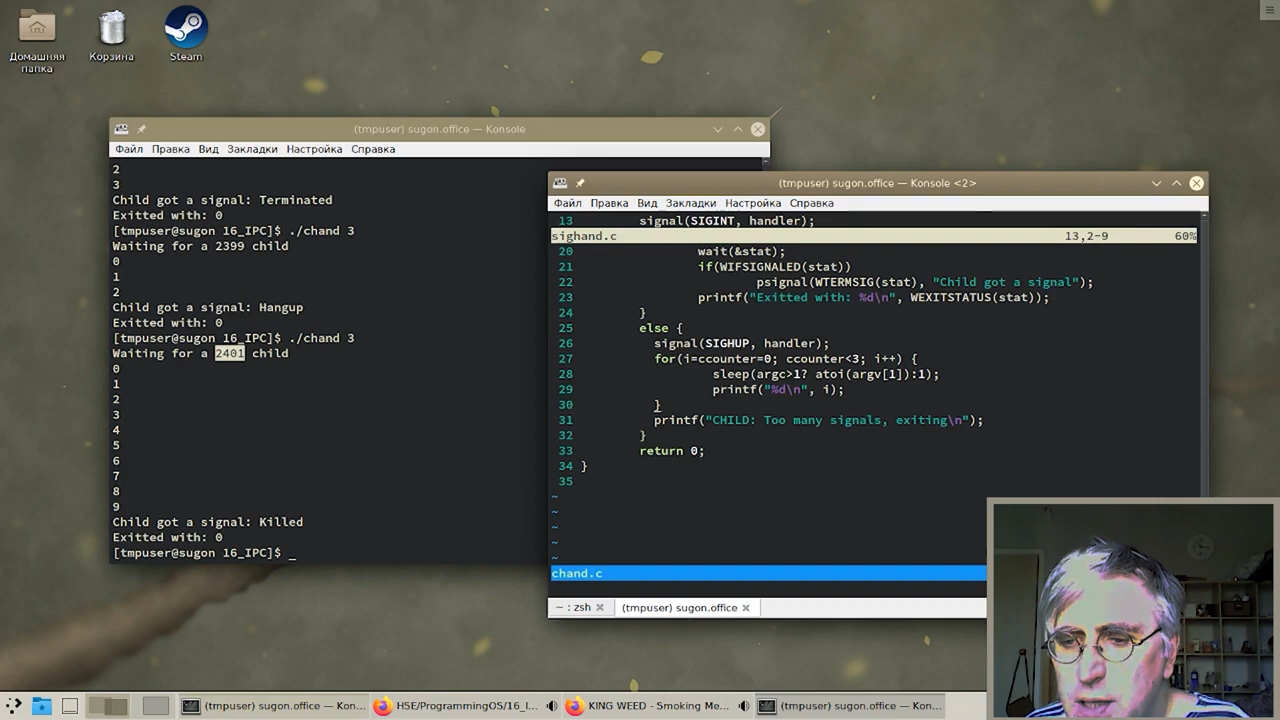 Домашняя
папка
Корзина
Steam
(tmpuser) sugon.office — Konsole
Файл Правка Вид Закладки Настройка Справка
2
3
Child got a signal: Terminated
Exitted with: 0
[tmpuser@sugon 16_IPC]$ ./chand 3
Waiting for a 2399 child
0
1
2
Child got a signal: Hangup
Exitted with: 0
[tmpuser@sugon 16_IPC]$ ./chand 3
Waiting for a 2401 child
0
1
2
3
4
5
6
7
8
9
Child got a signal: Killed
Exitted with: 0
[tmpuser@sugon 16_IPC]$ _
(tmpuser) sugon.office — Konsole <2>
Файл Правка Вид Закладки Настройка Справка
13 signal(SIGINT, handler);
sighand.c 13,2-9 60%
20 wait(&stat);
21 if(WIFSIGNALED(stat))
22 psignal(WTERMSIG(stat), "Child got a signal");
23 printf("Exitted with: %d\n", WEXITSTATUS(stat));
24 }
25 else {
26 signal(SIGHUP, handler);
27 for(i=ccounter=0; ccounter<3; i++) {
28 sleep(argc>1? atoi(argv[1]):1);
29 printf("%d\n", i);
30 }
31 printf("CHILD: Too many signals, exiting\n");
32 }
33 return 0;
34 }
35
~
~
~
~
~
chand.c
~ : zsh
(tmpuser) sugon.office
(tmpuser) sugon.office — Kon...
HSE/ProgrammingOS/16_I...
KING WEED - Smoking Me...
(tmpuser) sugon.office — Kon...